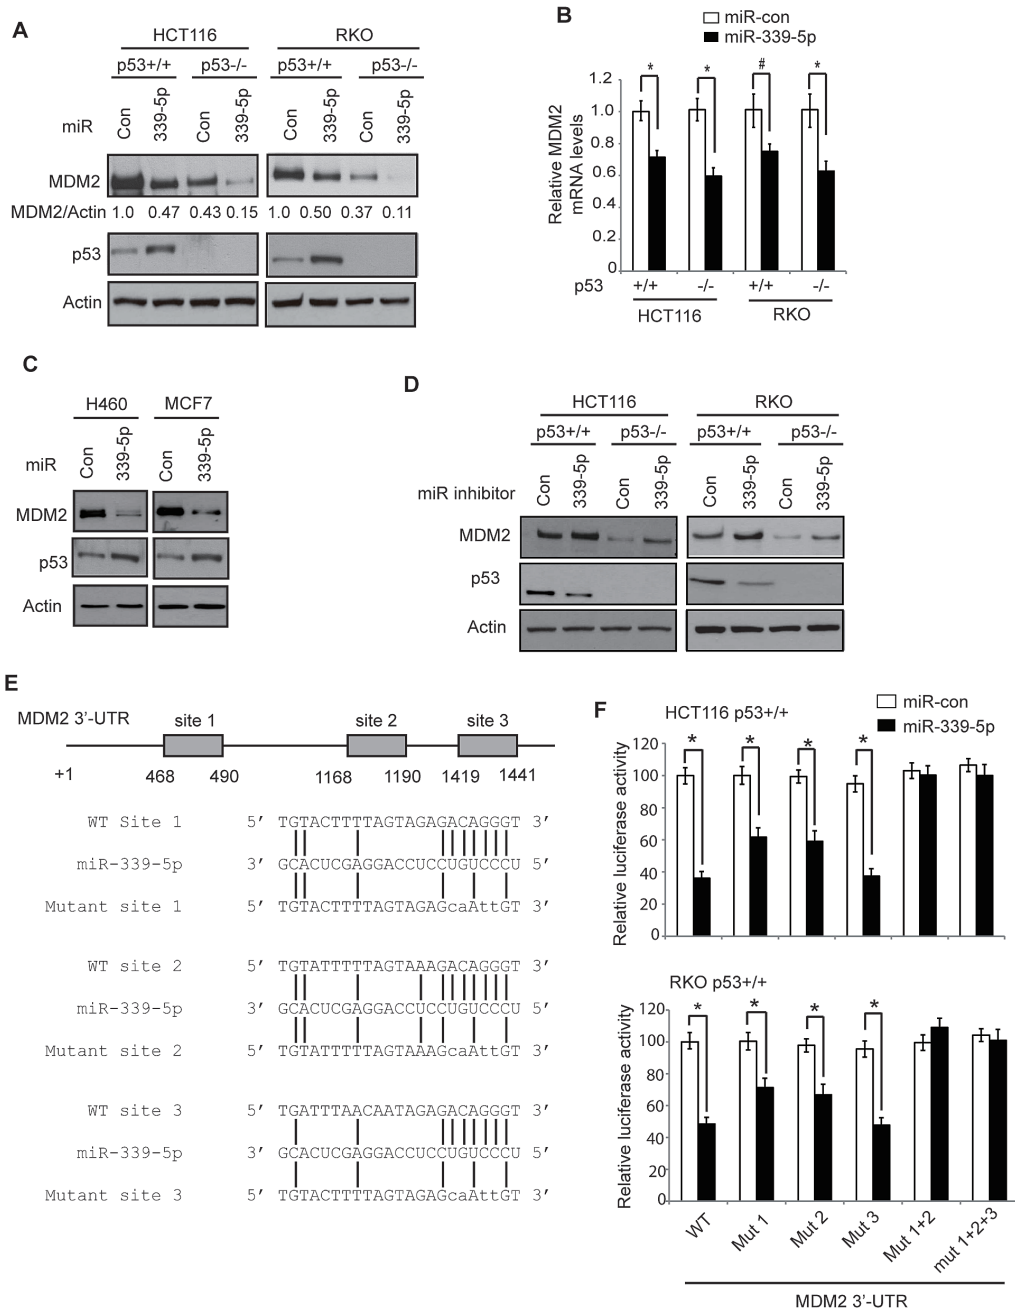 A
HCT116 RKO
p53+/+ p53-/- p53+/+ p53-/-
miR Con 339-5p Con 339-5p Con 339-5p Con 339-5p
MDM2
MDM2/Actin 1.0 0.47 0.43 0.15 1.0 0.50 0.37 0.11
p53
Actin
B
miR-con
miR-339-5p
Relative MDM2
mRNA levels
* * # *
1.2
1.0
0.8
0.6
0.4
0.2
0
p53 +/+ -/- +/+ -/-
HCT116 RKO
C
H460 MCF7
miR Con 339-5p Con 339-5p
MDM2
p53
Actin
D
HCT116 RKO
p53+/+ p53-/- p53+/+ p53-/-
miR inhibitor Con 339-5p Con 339-5p Con 339-5p Con 339-5p
MDM2
p53
Actin
E
MDM2 3’-UTR site 1 site 2 site 3
+1 468 490 1168 1190 1419 1441
WT Site 1 5’ TGTACTTTTAGTAGAGACAGGGT 3’
miR-339-5p 3’ GCACUCGAGGACCUCCUGUCCCU 5’
Mutant site 1 5’ TGTACTTTTAGTAGAGcaAttGT 3’
WT site 2 5’ TGTATTTTTAGTAAAGACAGGGT 3’
miR-339-5p 3’ GCACUCGAGGACCUCCUGUCCCU 5’
Mutant site 2 5’ TGTATTTTTAGTAAAGcaAttGT 3’
WT site 3 5’ TGATTTAACAATAGAGACAGGGT 3’
miR-339-5p 3’ GCACUCGAGGACCUCCUGUCCCU 5’
Mutant site 3 5’ TGTACTTTTAGTAGAGcaAttGT 3’
F
miR-con
miR-339-5p
HCT116 p53+/+
Relative luciferase activity
* * * *
120
100
80
60
40
20
0
RKO p53+/+
Relative luciferase activity
* * * *
120
100
80
60
40
20
0
WT Mut 1 Mut 2 Mut 3 Mut 1+2 mut 1+2+3
MDM2 3’-UTR